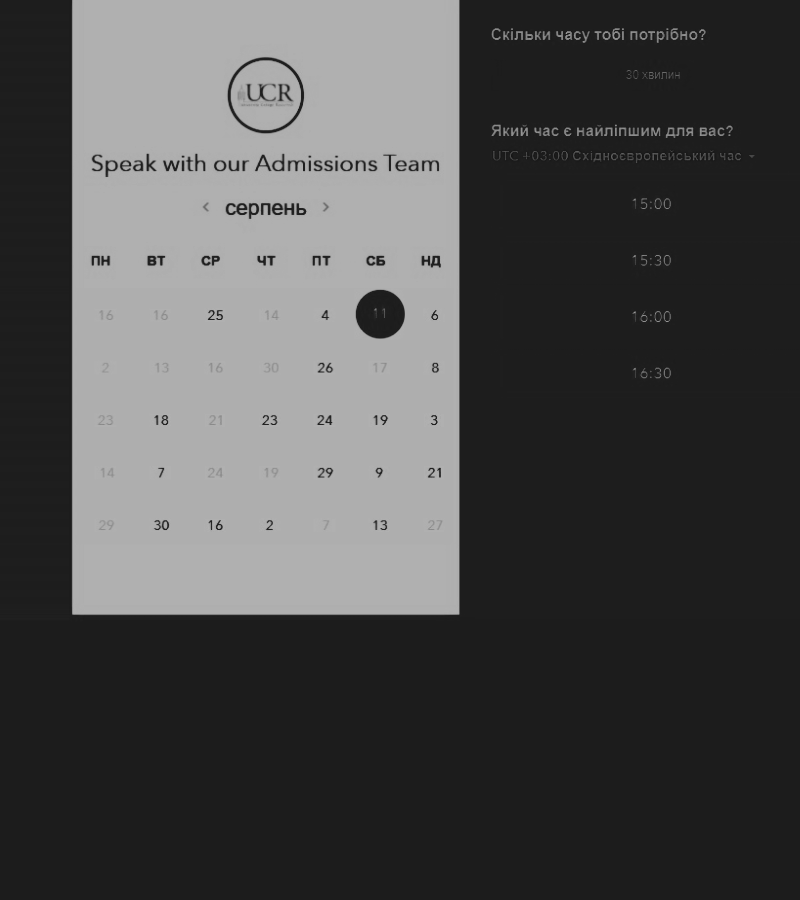 UCR
Speak with our Admissions Team
серпень
ПН ВТ СР ЧТ ПТ СБ НД
16 16 25 14 4 11 6
2 13 16 30 26 17 8
23 18 21 23 24 19 3
14 7 24 19 29 9 21
29 30 16 2 7 13 27
Скільки часу тобі потрібно?
30 хвилин
Який час є найліпшим для вас?
UTC +03:00 Східноєвропейський час
15:00
15:30
16:00
16:30